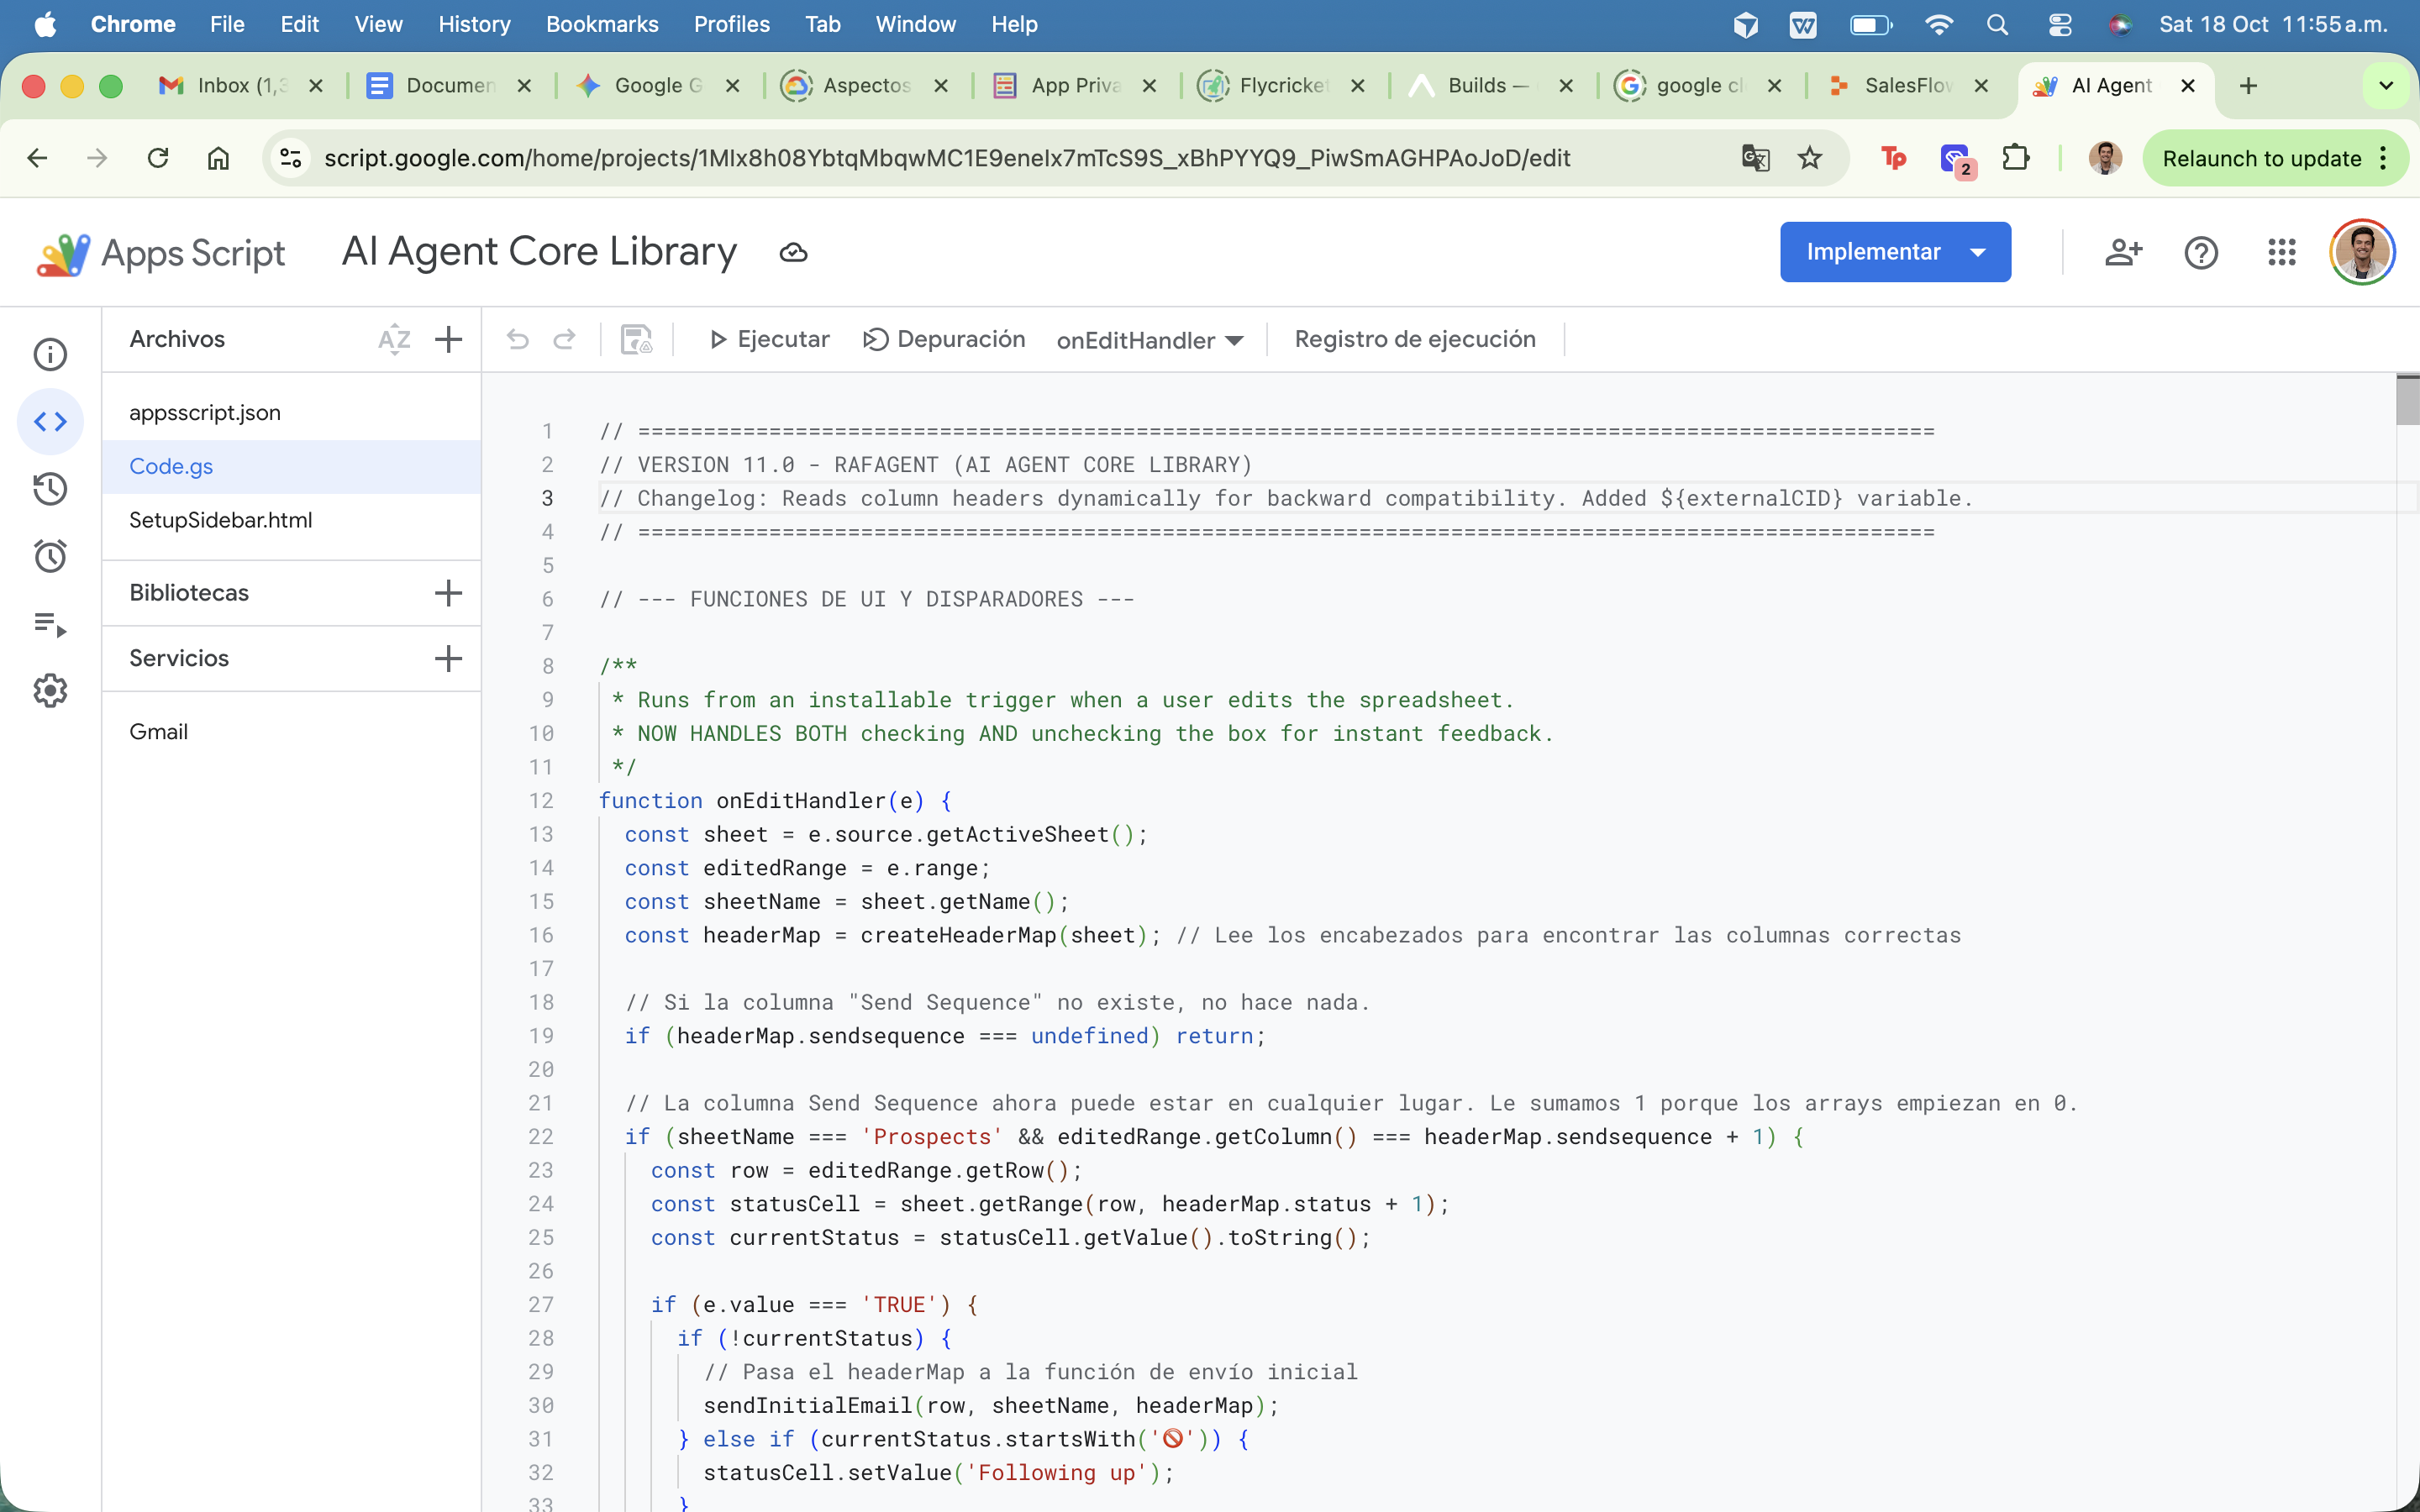 Chrome File Edit View History Bookmarks Profiles Tab Window Help Sat 18 Oct 11:55 a.m.
Inbox (1,3 Documen Google G Aspectos App Priva Flycricket Builds — google cl SalesFlow AI Agent
script.google.com/home/projects/1MIx8h08YbtqMbqwMC1E9eneIx7mTcS9S_xBhPYYQ9_PiwSmAGHPAoJoD/edit Tp 2 Relaunch to update
Apps Script AI Agent Core Library Implementar
Archivos AZ Ejecutar Depuración onEditHandler Registro de ejecución
appsscript.json
Code.gs
SetupSidebar.html
Bibliotecas
Servicios
Gmail
1 // ===================================================================================================
2 // VERSION 11.0 - RAFAGENT (AI AGENT CORE LIBRARY)
3 // Changelog: Reads column headers dynamically for backward compatibility. Added ${externalCID} variable.
4 // ===================================================================================================
5
6 // --- FUNCIONES DE UI Y DISPARADORES ---
7
8 /**
9 * Runs from an installable trigger when a user edits the spreadsheet.
10 * NOW HANDLES BOTH checking AND unchecking the box for instant feedback.
11 */
12 function onEditHandler(e) {
13 const sheet = e.source.getActiveSheet();
14 const editedRange = e.range;
15 const sheetName = sheet.getName();
16 const headerMap = createHeaderMap(sheet); // Lee los encabezados para encontrar las columnas correctas
17
18 // Si la columna "Send Sequence" no existe, no hace nada.
19 if (headerMap.sendsequence === undefined) return;
20
21 // La columna Send Sequence ahora puede estar en cualquier lugar. Le sumamos 1 porque los arrays empiezan en 0.
22 if (sheetName === 'Prospects' && editedRange.getColumn() === headerMap.sendsequence + 1) {
23 const row = editedRange.getRow();
24 const statusCell = sheet.getRange(row, headerMap.status + 1);
25 const currentStatus = statusCell.getValue().toString();
26
27 if (e.value === 'TRUE') {
28 if (!currentStatus) {
29 // Pasa el headerMap a la función de envío inicial
30 sendInitialEmail(row, sheetName, headerMap);
31 } else if (currentStatus.startsWith('🚫')) {
32 statusCell.setValue('Following up');
33 }